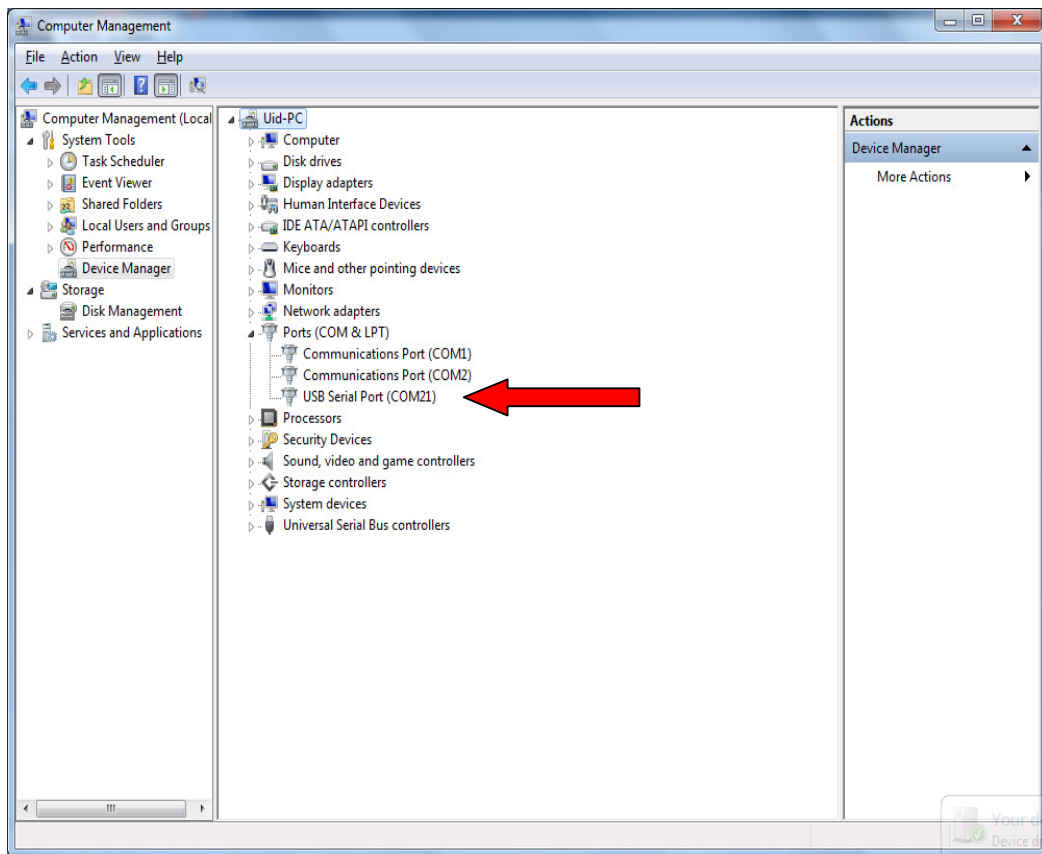 Computer Management
File Action View Help
Computer Management (Local
System Tools
Task Scheduler
Event Viewer
Shared Folders
Local Users and Groups
Performance
Device Manager
Storage
Disk Management
Services and Applications
Uid-PC
Computer
Disk drives
Display adapters
Human Interface Devices
IDE ATA/ATAPI controllers
Keyboards
Mice and other pointing devices
Monitors
Network adapters
Ports (COM & LPT)
Communications Port (COM1)
Communications Port (COM2)
USB Serial Port (COM21)
Processors
Security Devices
Sound, video and game controllers
Storage controllers
System devices
Universal Serial Bus controllers
Actions
Device Manager
More Actions
Your d
Device d